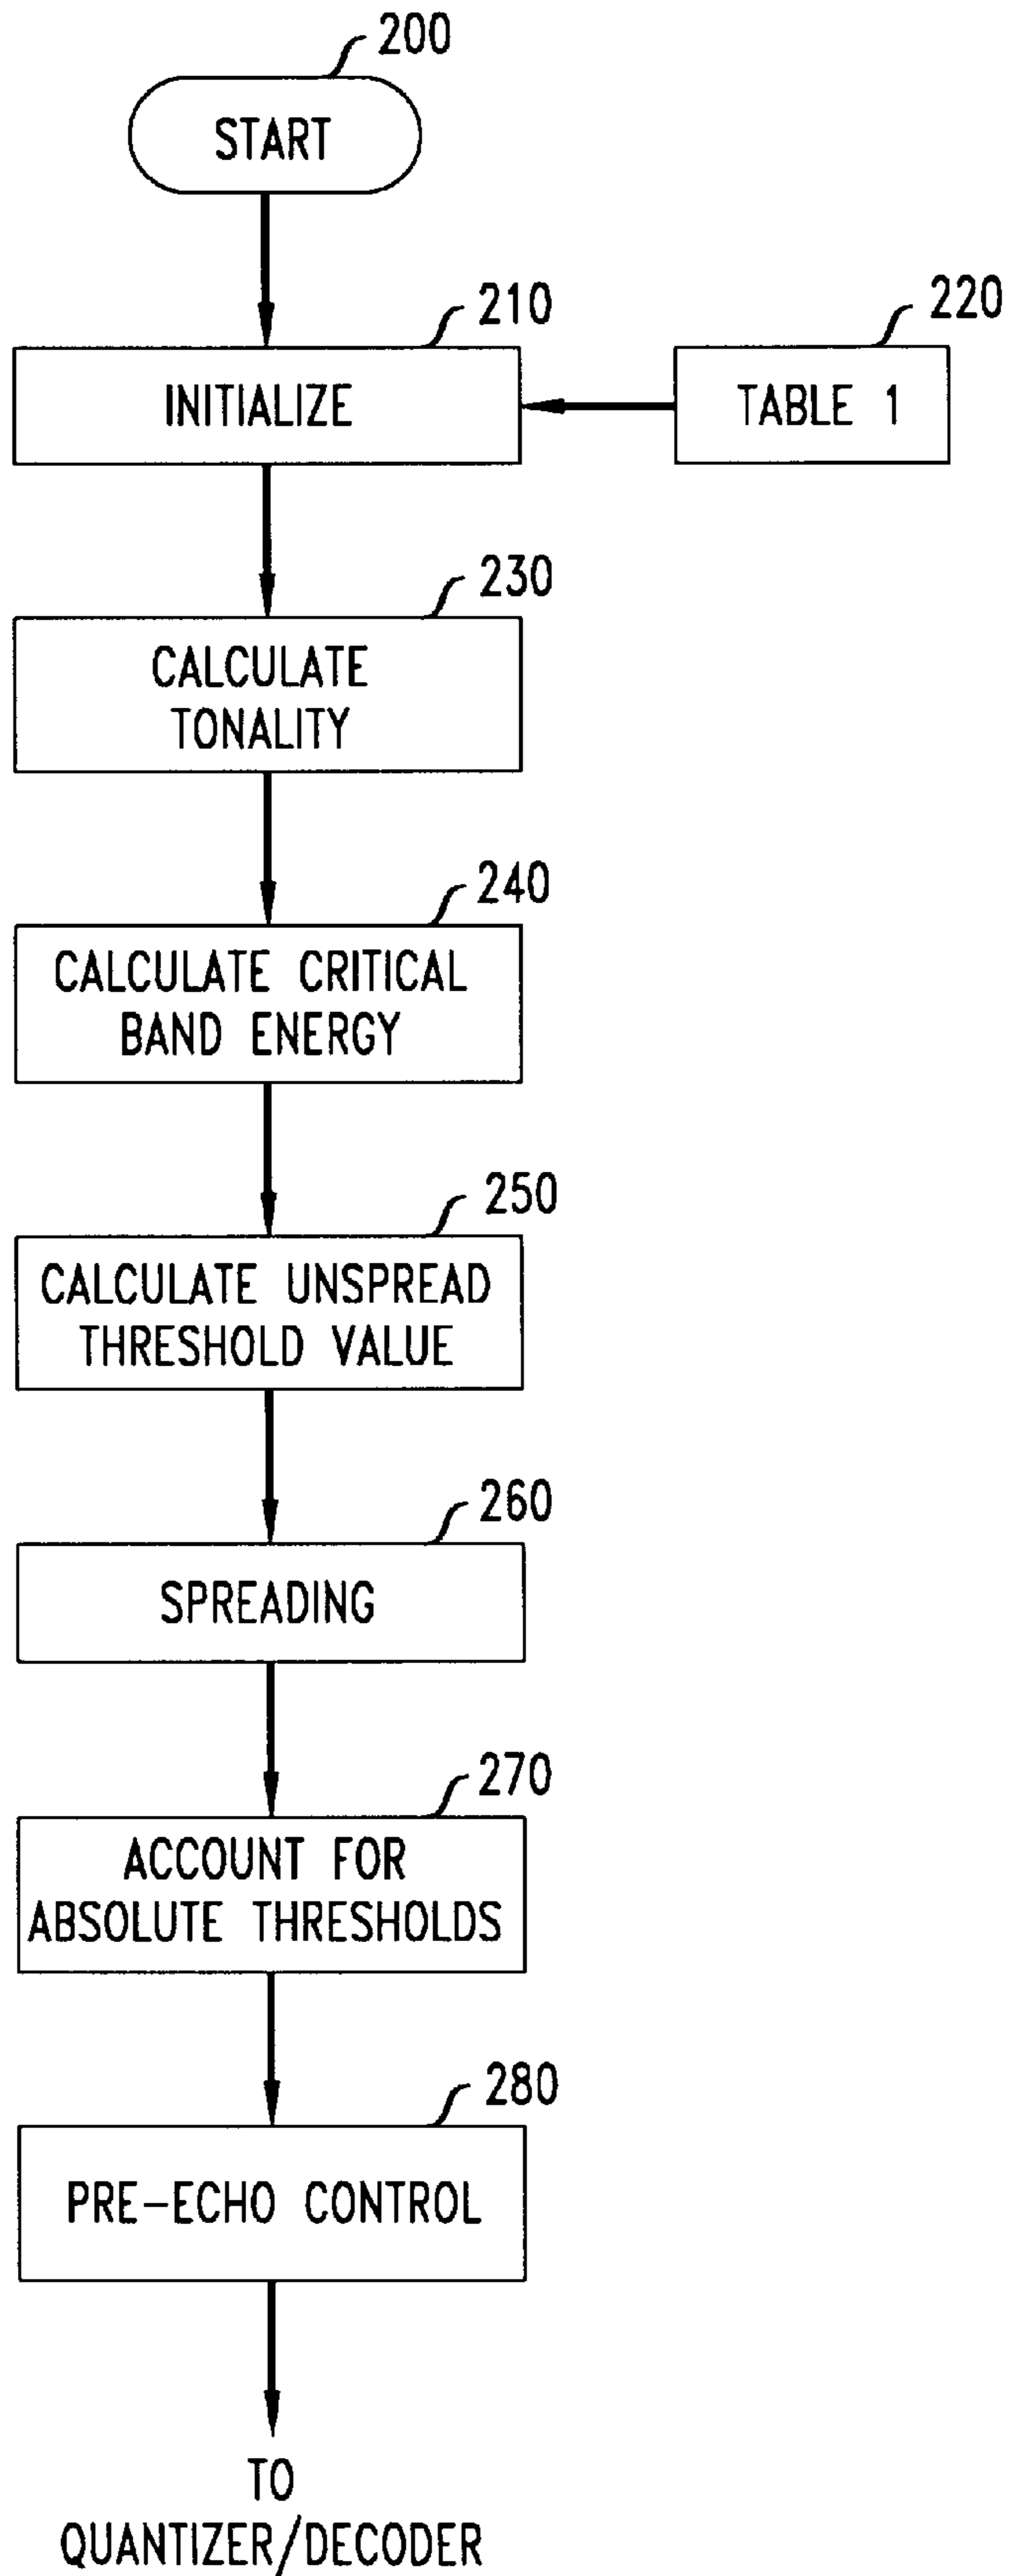 200
START
210
INITIALIZE
220
TABLE 1
230
CALCULATE
TONALITY
240
CALCULATE CRITICAL
BAND ENERGY
250
CALCULATE UNSPREAD
THRESHOLD VALUE
260
SPREADING
270
ACCOUNT FOR
ABSOLUTE THRESHOLDS
280
PRE-ECHO CONTROL
TO
QUANTIZER/DECODER